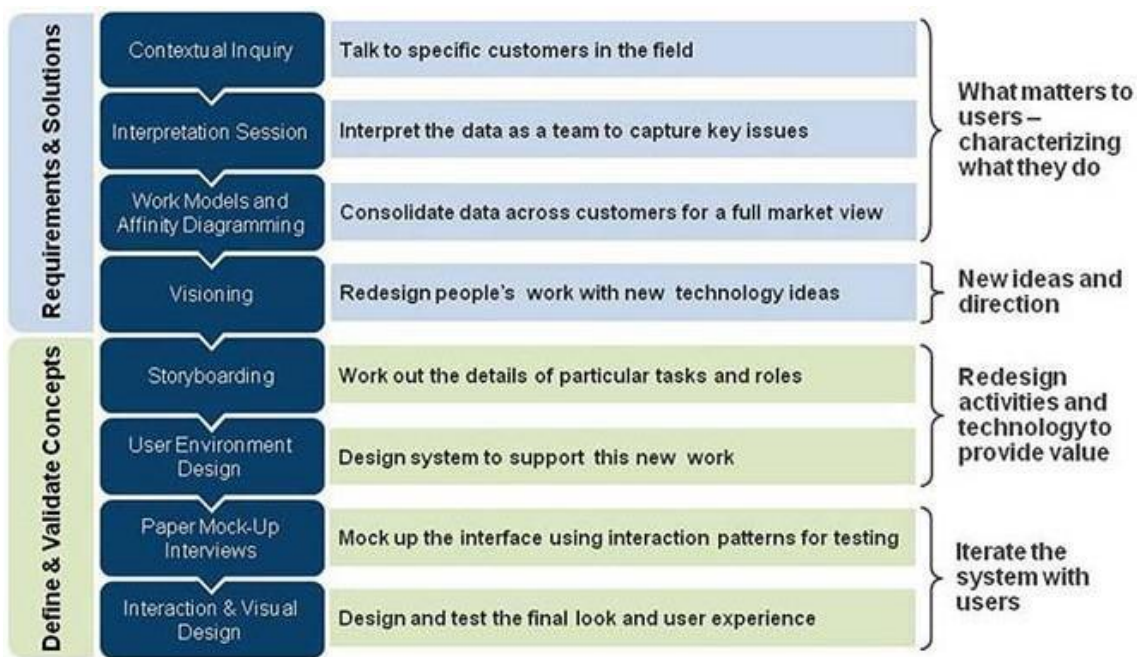 Requirements & Solutions
Contextual Inquiry
Talk to specific customers in the field
Interpretation Session
Interpret the data as a team to capture key issues
Work Models and
Affinity Diagramming
Consolidate data across customers for a full market view
What matters to
users –
characterizing
what they do
Visioning
Redesign people's work with new technology ideas
New ideas and
direction
Define & Validate Concepts
Storyboarding
Work out the details of particular tasks and roles
User Environment
Design
Design system to support this new work
Redesign
activities and
technology to
provide value
Paper Mock-Up
Interviews
Mock up the interface using interaction patterns for testing
Interaction & Visual
Design
Design and test the final look and user experience
Iterate the
system with
users